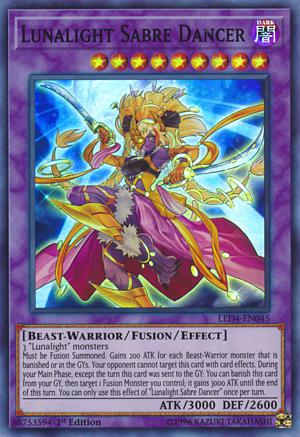 LUNALIGHT SABRE DANCER
DARK
闇
LED4-EN045
[BEAST-WARRIOR/FUSION/EFFECT]
3 "Lunalight" monsters
Must be Fusion Summoned. Gains 200 ATK for each Beast-Warrior monster that is
banished or in the GYs. Your opponent cannot target this card with card effects. During
your Main Phase, except the turn this card was sent to the GY: You can banish this card
from your GY, then target 1 Fusion Monster you control; it gains 3000 ATK until the end
of this turn. You can only use this effect of "Lunalight Sabre Dancer" once per turn.
ATK/3000 DEF/2600
88753594 1st Edition ©1996 KAZUKI TAKAHASHI